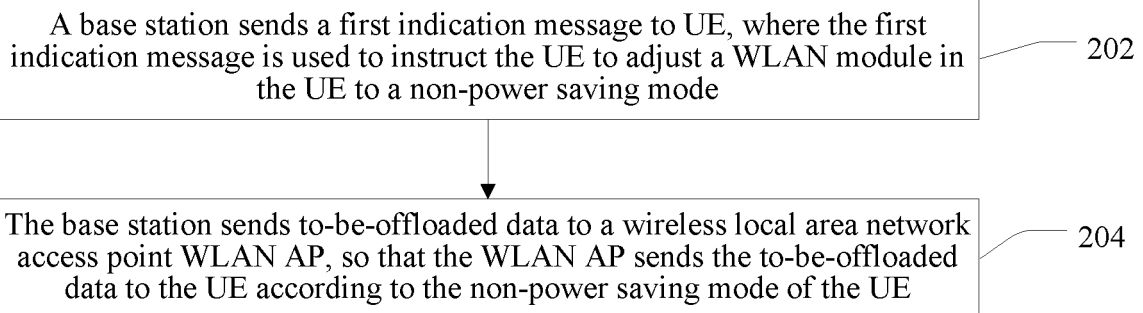 A base station sends a first indication message to UE, where the first
indication message is used to instruct the UE to adjust a WLAN module in
the UE to a non-power saving mode
202
The base station sends to-be-offloaded data to a wireless local area network
access point WLAN AP, so that the WLAN AP sends the to-be-offloaded
data to the UE according to the non-power saving mode of the UE
204